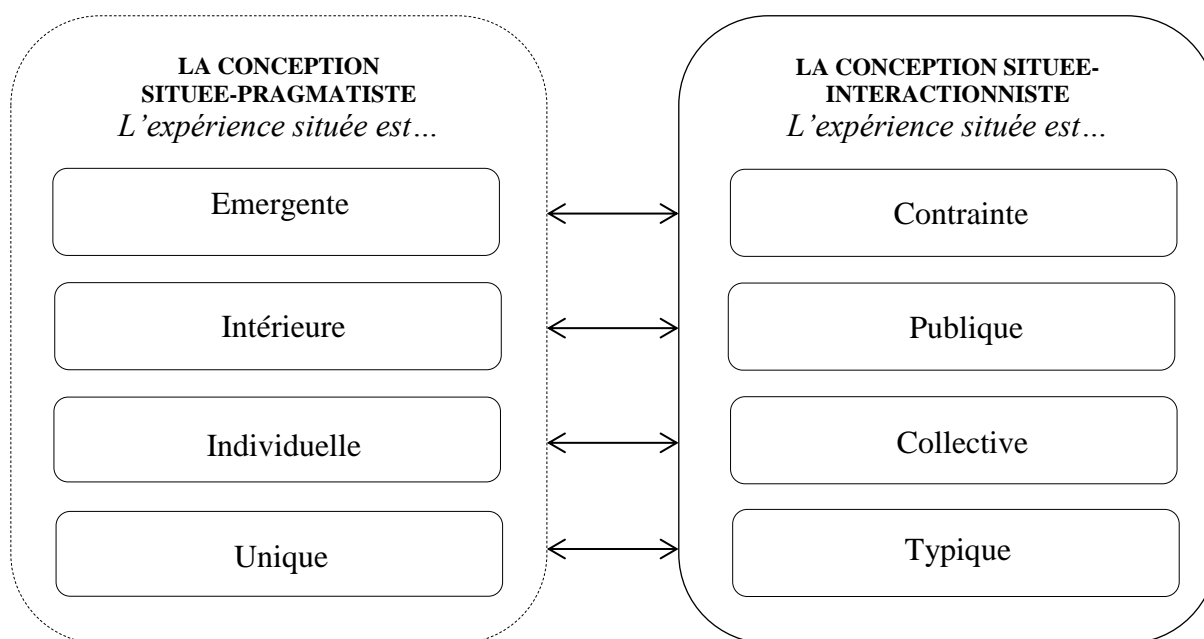 LA CONCEPTION
SITUEE-PRAGMATISTE
L'expérience située est…
Emergente
Intérieure
Individuelle
Unique
LA CONCEPTION SITUEE-
INTERACTIONNISTE
L'expérience située est…
Contrainte
Publique
Collective
Typique